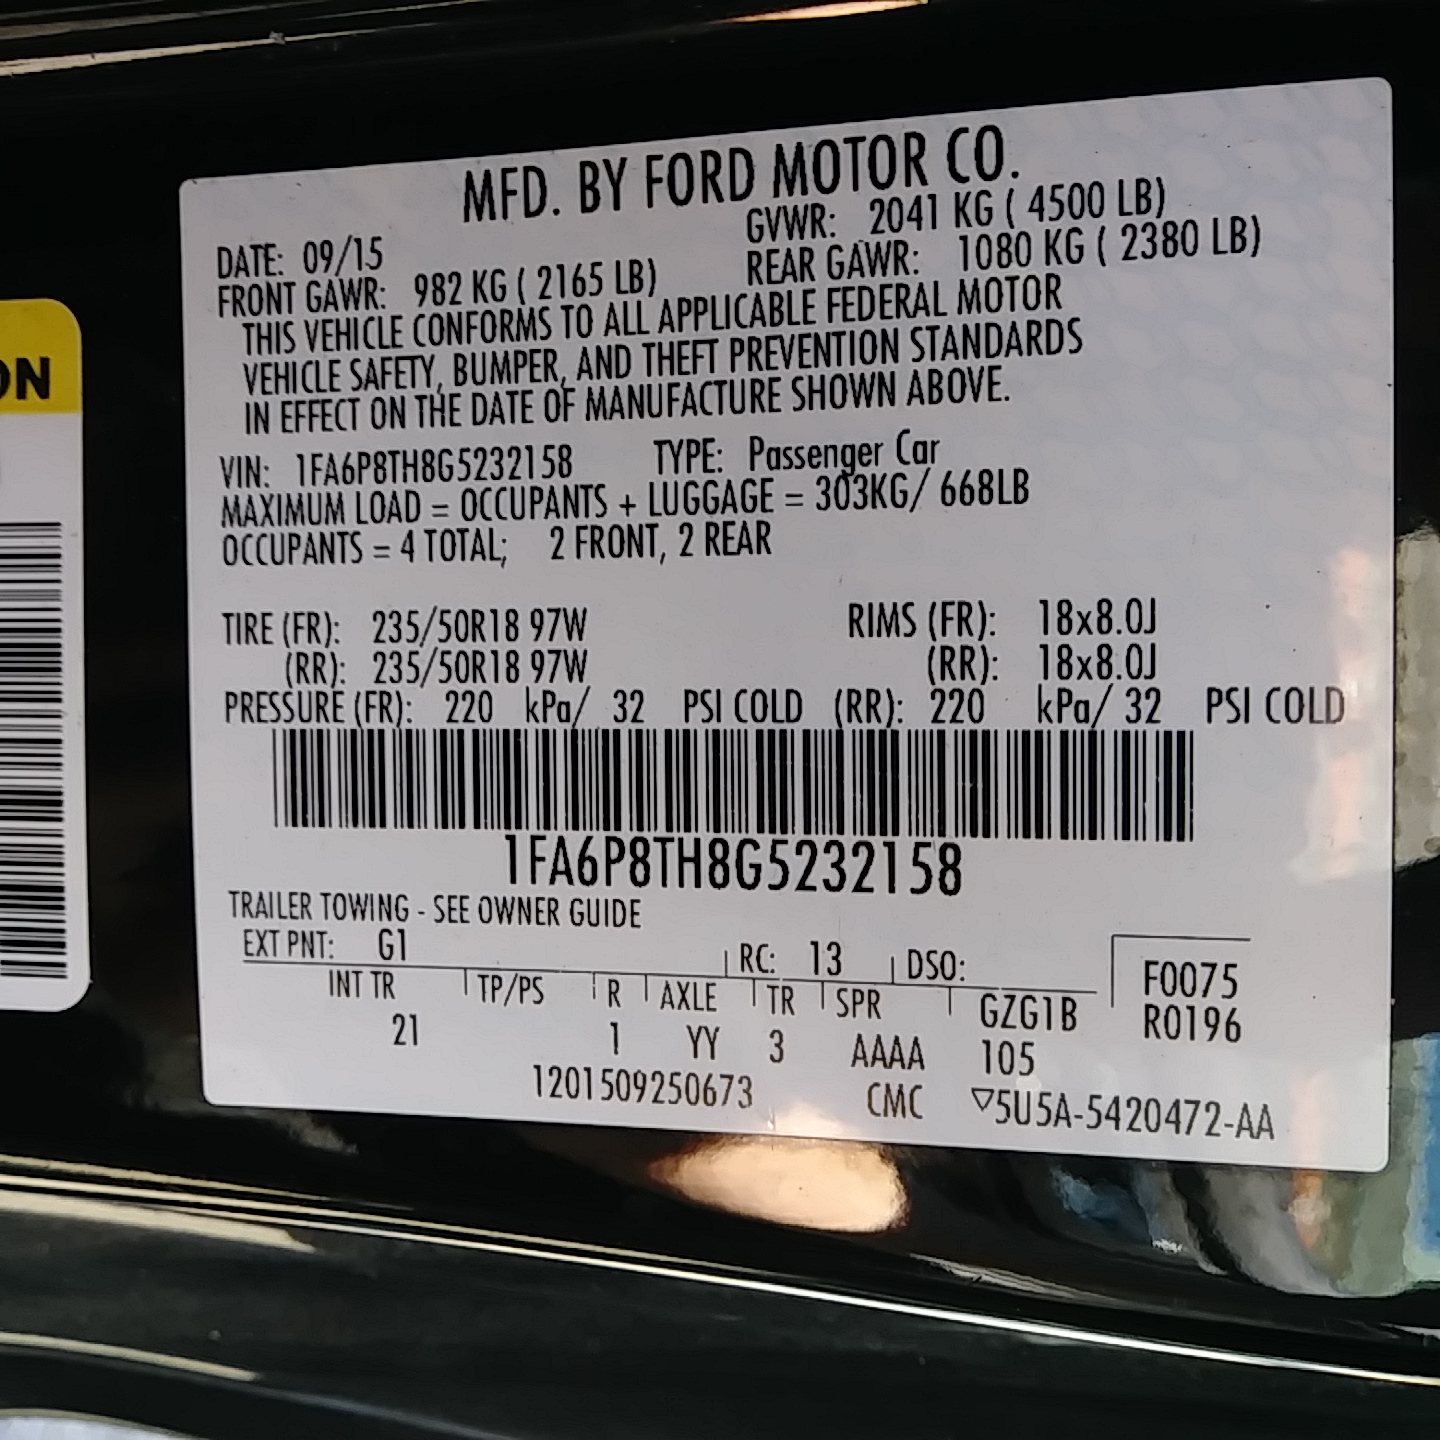 MFD. BY FORD MOTOR CO.
DATE: 09/15 GVWR: 2041 KG ( 4500 LB)
FRONT GAWR: 982 KG ( 2165 LB) REAR GAWR: 1080 KG ( 2380 LB)
THIS VEHICLE CONFORMS TO ALL APPLICABLE FEDERAL MOTOR
VEHICLE SAFETY, BUMPER, AND THEFT PREVENTION STANDARDS
IN EFFECT ON THE DATE OF MANUFACTURE SHOWN ABOVE.
VIN: 1FA6P8TH8G5232158 TYPE: Passenger Car
MAXIMUM LOAD = OCCUPANTS + LUGGAGE = 303KG/ 668LB
OCCUPANTS = 4 TOTAL; 2 FRONT, 2 REAR
TIRE (FR): 235/50R18 97W RIMS (FR): 18x8.0J
(RR): 235/50R18 97W (RR): 18x8.0J
PRESSURE (FR): 220 kPa/ 32 PSI COLD (RR): 220 kPa/ 32 PSI COLD
1FA6P8TH8G5232158
TRAILER TOWING - SEE OWNER GUIDE
EXT PNT: G1 RC: 13 DSO: F0075
INT TR TP/PS R AXLE TR SPR GZG1B R0196
21 1 YY 3 AAAA 105
1201509250673 CMC ▽5U5A-5420472-AA
ON